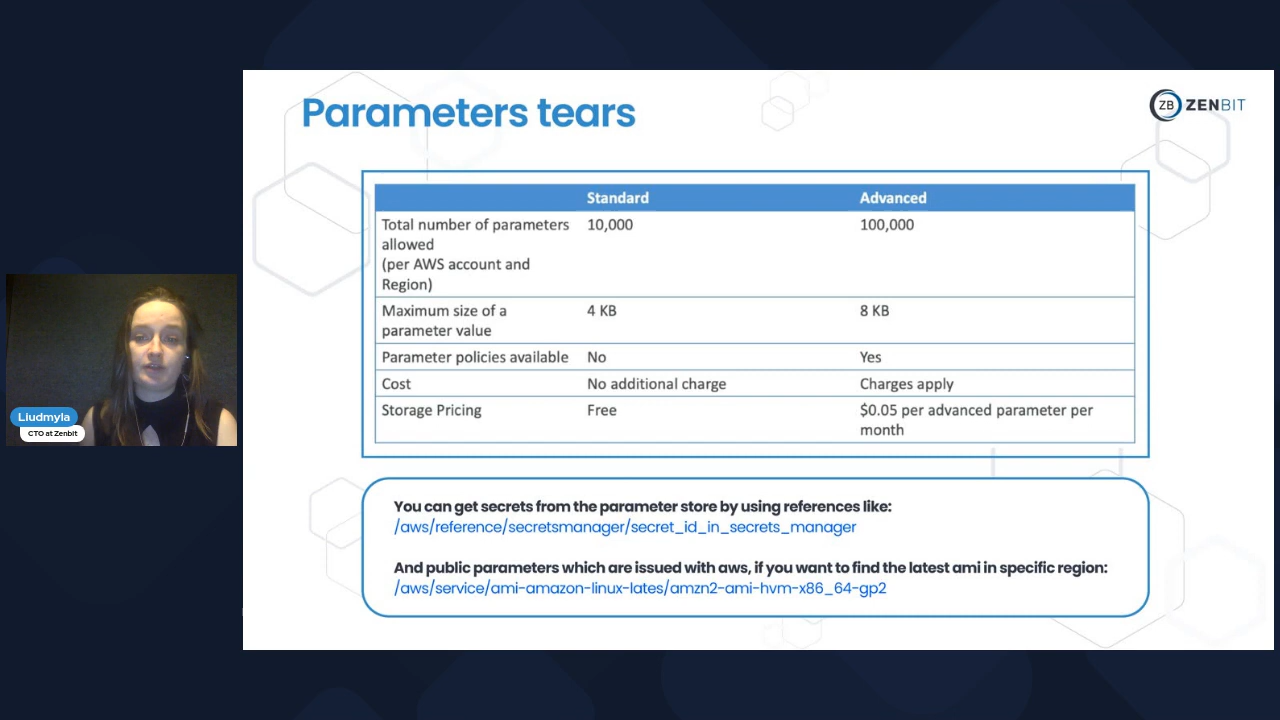 Parameters tears
ZB ZENBIT
Standard Advanced
Total number of parameters 10,000 100,000
allowed
(per AWS account and
Region)
Maximum size of a 4 KB 8 KB
parameter value
Parameter policies available No Yes
Cost No additional charge Charges apply
Storage Pricing Free $0.05 per advanced parameter per
month
You can get secrets from the parameter store by using references like:
/aws/reference/secretsmanager/secret_id_in_secrets_manager
And public parameters which are issued with aws, if you want to find the latest ami in specific region:
/aws/service/ami-amazon-linux-lates/amzn2-ami-hvm-x86_64-gp2
Liudmyla
CTO at Zenbit